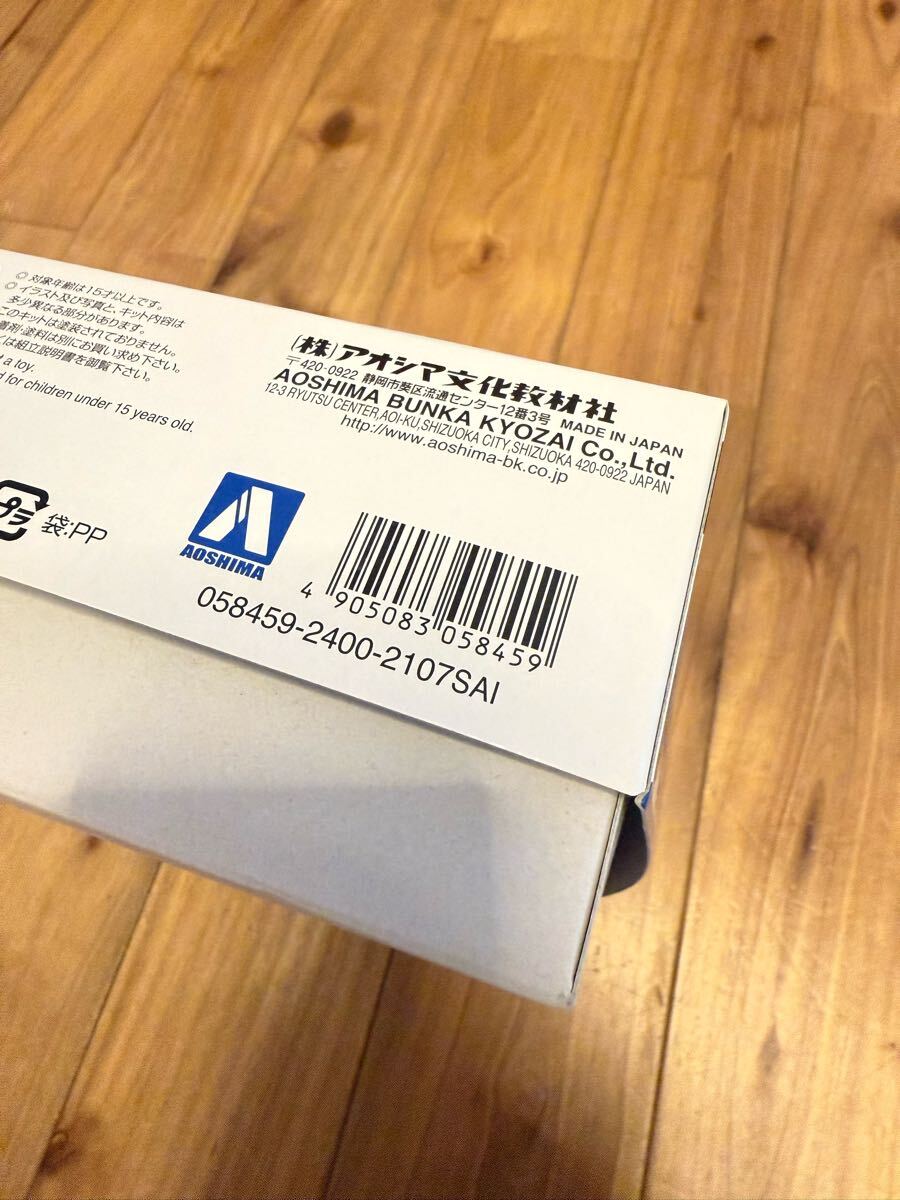 ◎対象年齢は15才以上です。
◎イラスト及び写真と、キット内容は
多少異なる部分があります。
このキットは塗装されておりません。
着剤・塗料は別にお買い求め下さい。
は組立説明書を御覧下さい。
a toy.
for children under 15 years old.
プラ 袋:PP
(株)アオシマ文化教材社
〒420-0922 静岡市葵区流通センター12番3号 MADE IN JAPAN
AOSHIMA BUNKA KYOZAI Co.,Ltd.
12-3 RYUTSU CENTER,AOI-KU,SHIZUOKA CITY,SHIZUOKA 420-0922 JAPAN
http://www.aoshima-bk.co.jp
AOSHIMA
4 905083 058459
058459-2400-2107SAI